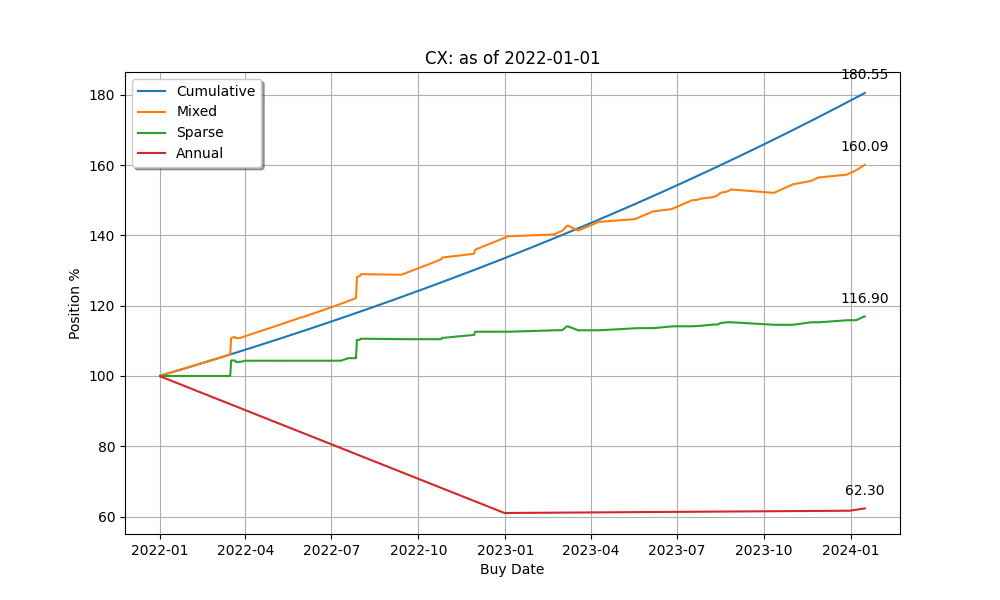 CX: as of 2022-01-01
Cumulative
Mixed
Sparse
Annual
180.55
160.09
116.90
62.30
Position %
180
160
140
120
100
80
60
2022-01 2022-04 2022-07 2022-10 2023-01 2023-04 2023-07 2023-10 2024-01
Buy Date